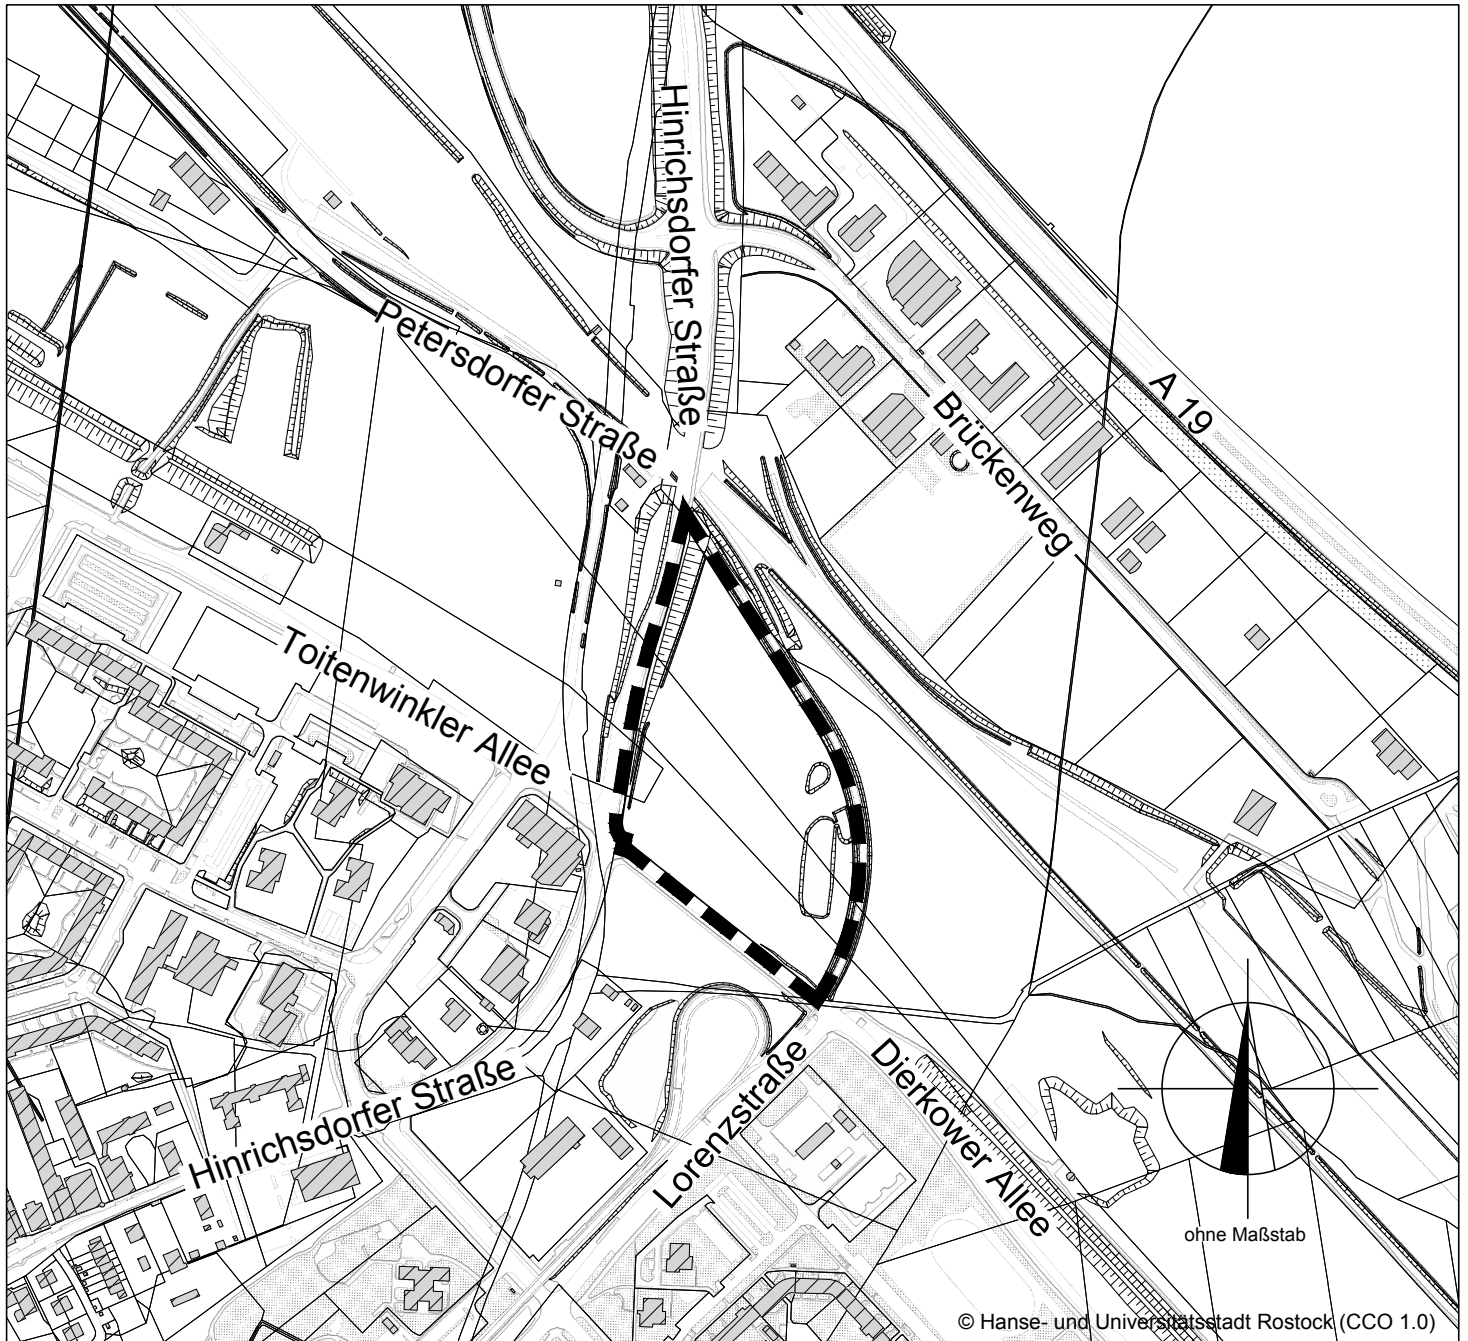 Hinrichsdorfer Straße
Petersdorfer Straße
A 19
Brückenweg
Toitenwinkler Allee
Hinrichsdorfer Straße
Lorenzstraße
Dierkower Allee
ohne Maßstab
© Hanse- und Universitätsstadt Rostock (CCO 1.0)